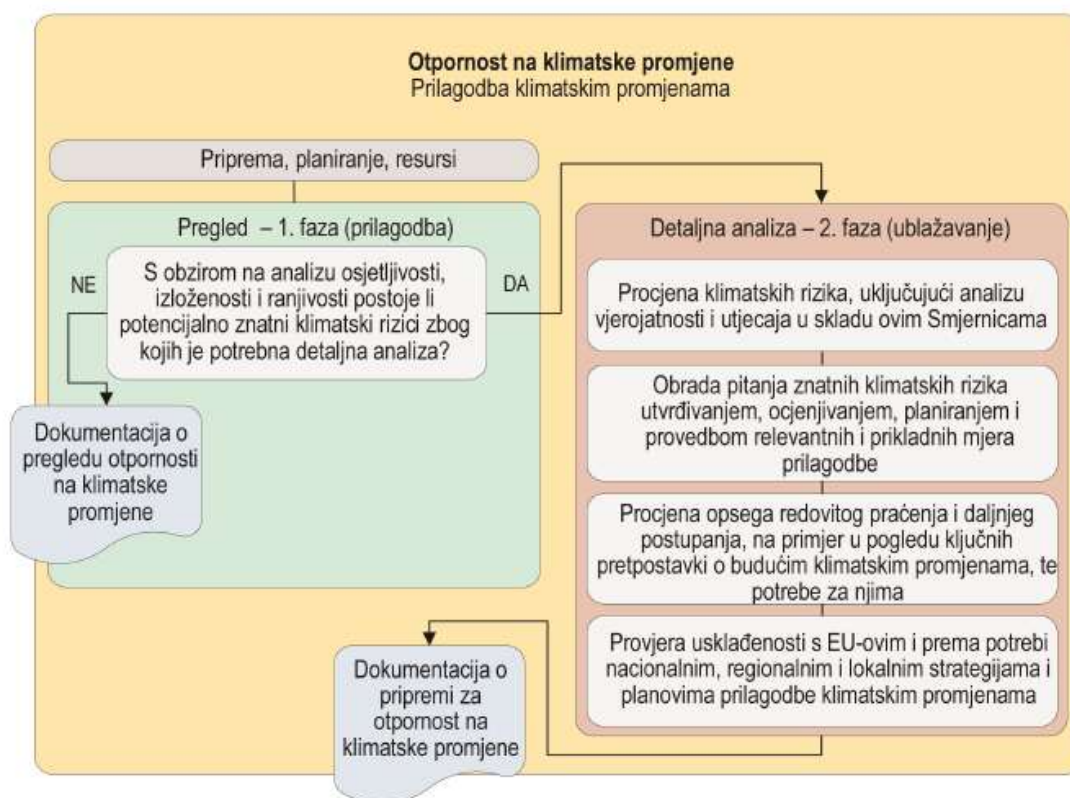 Otpornost na klimatske promjene
Prilagodba klimatskim promjenama
Priprema, planiranje, resursi
Pregled – 1. faza (prilagodba)
NE
S obzirom na analizu osjetljivosti,
izloženosti i ranjivosti postoje li
potencijalno znatni klimatski rizici zbog
kojih je potrebna detaljna analiza?
DA
Dokumentacija o
pregledu otpornosti
na klimatske
promjene
Detaljna analiza – 2. faza (ublažavanje)
Procjena klimatskih rizika, uključujući analizu
vjerojatnosti i utjecaja u skladu ovim Smjernicama
Obrada pitanja znatnih klimatskih rizika
utvrđivanjem, ocjenjivanjem, planiranjem i
provedbom relevantnih i prikladnih mjera
prilagodbe
Procjena opsega redovitog praćenja i daljnjeg
postupanja, na primjer u pogledu ključnih
pretpostavki o budućim klimatskim promjenama, te
potrebe za njima
Provjera usklađenosti s EU-ovim i prema potrebi
nacionalnim, regionalnim i lokalnim strategijama i
planovima prilagodbe klimatskim promjenama
Dokumentacija o
pripremi za
otpornost na
klimatske promjene